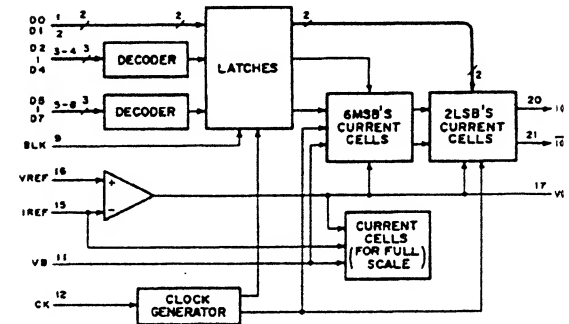 D0 1 2 2 2
D1 2
D2 3-4 3 DECODER
D4
LATCHES
2
D5 5-8 3 DECODER
D7
6MSB'S CURRENT CELLS
2LSB'S CURRENT CELLS
20 IO
21 IO
BLK 9
VREF 16 +
IREF 15 −
17 VG
CURRENT CELLS (FOR FULL SCALE)
VB 11
CK 12
CLOCK GENERATOR